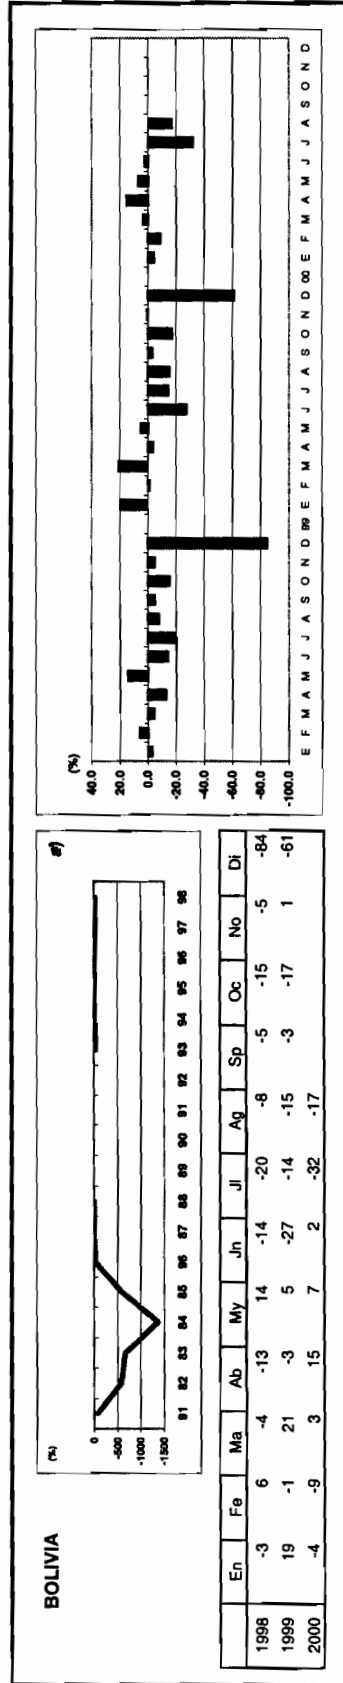 BOLIVIA
(%)
a/)
0
-500
-1000
-1500
91 82 83 84 85 96 87 88 89 90 91 92 93 94 95 96 97 98
(%)
40.0
20.0
0.0
-20.0
-40.0
-60.0
-80.0
-100.0
E F M A M J J A S O N D 99 E F M A M J J A S O N D 00 E F M A M J J A S O N D
En Fe Ma Ab My Jn Jl Ag Sp Oc No Di
1998 -3 6 -4 -13 14 -14 -20 -8 -5 -15 -5 -84
1999 19 -1 21 -3 5 -27 -14 -15 -3 -17 1 -61
2000 -4 -9 3 15 7 2 -32 -17